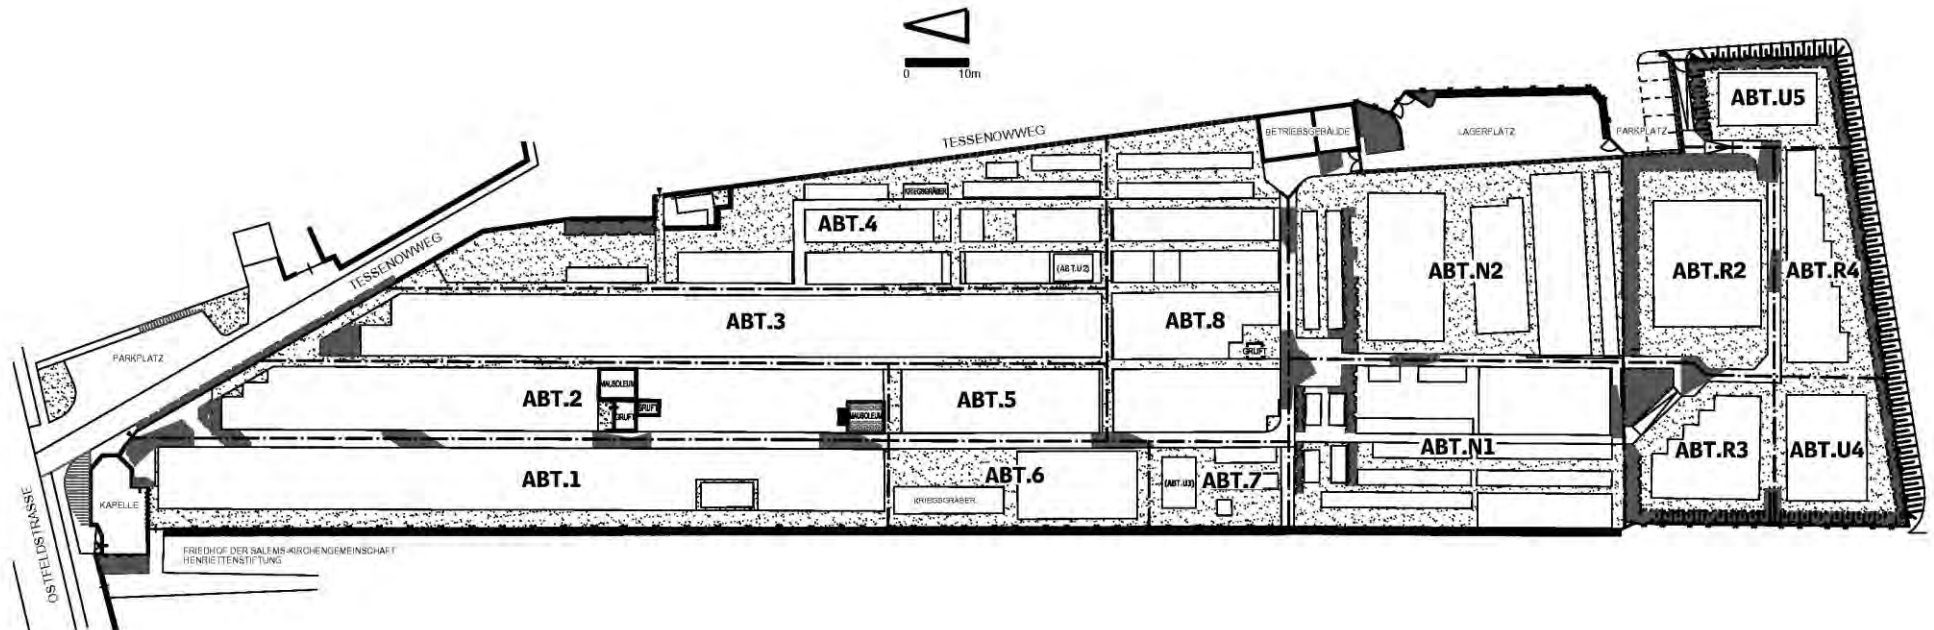 0 10m
TESSENOWWEG
ABT.U5
BETRIEBSGEBÄUDE
LAGERPLATZ
PARKPLATZ
KRIEGSGRÄBER
ABT.4
TESSENOWWEG
(ABT.U2)
ABT.N2
ABT.R2
ABT.R4
ABT.3
ABT.8
GRUFT
PARKPLATZ
MAUSOLEUM
ABT.2
GRUFT
GRUFT
MAUSOLEUM
ABT.5
ABT.N1
ABT.R3
ABT.U4
ABT.1
ABT.6
(ABT.U3)
ABT.7
KRIEGSGRÄBER
KAPELLE
OSTFELDSTRASSE
FRIEDHOF DER SALEMS-KIRCHENGEMEINSCHAFT
HENRIETTENSTIFTUNG